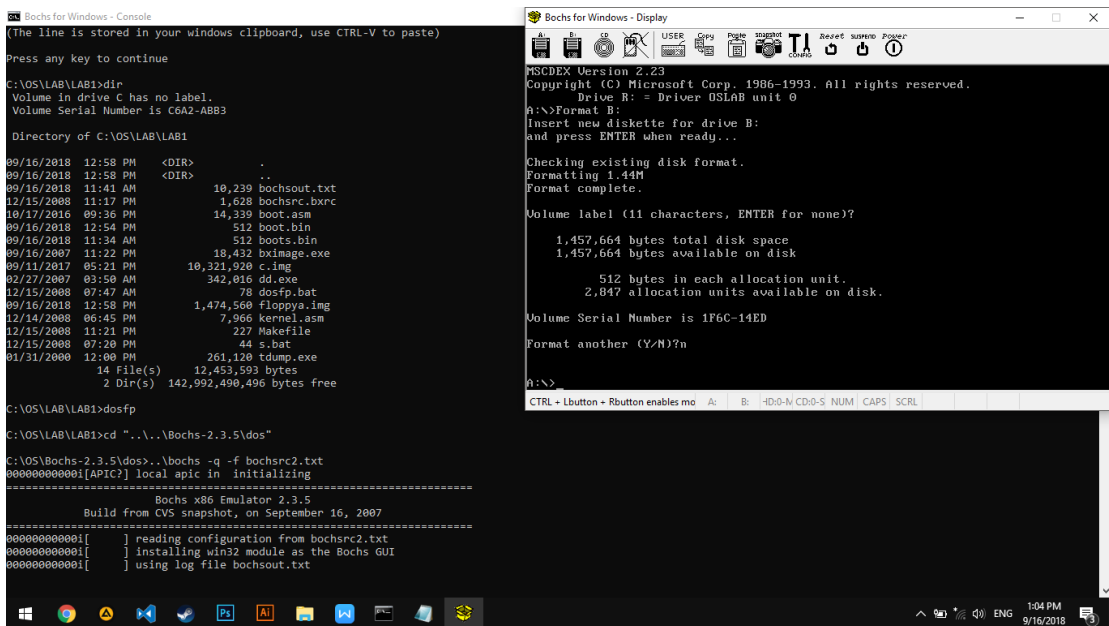 Bochs for Windows - Console
(The line is stored in your windows clipboard, use CTRL-V to paste)
Press any key to continue
C:\OS\LAB\LAB1>dir
Volume in drive C has no label.
Volume Serial Number is C6A2-ABB3
Directory of C:\OS\LAB\LAB1
09/16/2018 12:58 PM <DIR> .
09/16/2018 12:58 PM <DIR> ..
09/16/2018 11:41 AM 10,239 bochsout.txt
12/15/2008 11:17 PM 1,628 bochsrc.bxrc
10/17/2016 09:36 PM 14,339 boot.asm
09/16/2018 12:54 PM 512 boot.bin
09/16/2018 11:34 AM 512 boots.bin
09/16/2007 11:22 PM 18,432 bximage.exe
09/11/2017 05:21 PM 10,321,920 c.img
02/27/2007 03:50 AM 342,016 dd.exe
12/15/2008 07:47 AM 78 dosfp.bat
09/16/2018 12:58 PM 1,474,560 floppya.img
12/14/2008 06:45 PM 7,966 kernel.asm
12/15/2008 11:21 PM 227 Makefile
12/15/2008 07:20 PM 44 s.bat
01/31/2000 12:00 PM 261,120 tdump.exe
14 File(s) 12,453,593 bytes
2 Dir(s) 142,992,490,496 bytes free
C:\OS\LAB\LAB1>dosfp
C:\OS\LAB\LAB1>cd "..\..\Bochs-2.3.5\dos"
C:\OS\Bochs-2.3.5\dos>..\bochs -q -f bochsrc2.txt
00000000000i[APIC?] local apic in initializing
========================================================================
Bochs x86 Emulator 2.3.5
Build from CVS snapshot, on September 16, 2007
========================================================================
00000000000i[ ] reading configuration from bochsrc2.txt
00000000000i[ ] installing win32 module as the Bochs GUI
00000000000i[ ] using log file bochsout.txt
Bochs for Windows - Display
A: B: CD USER Copy Paste snapshot CONFIG Reset SUSPEND Power
MSCDEX Version 2.23
Copyright (C) Microsoft Corp. 1986-1993. All rights reserved.
Drive R: = Driver OSLAB unit 0
A:\>Format B:
Insert new diskette for drive B:
and press ENTER when ready...
Checking existing disk format.
Formatting 1.44M
Format complete.
Volume label (11 characters, ENTER for none)?
1,457,664 bytes total disk space
1,457,664 bytes available on disk
512 bytes in each allocation unit.
2,847 allocation units available on disk.
Volume Serial Number is 1F6C-14ED
Format another (Y/N)?n
A:\>_
CTRL + Lbutton + Rbutton enables mo A: B: HD:0-M CD:0-S NUM CAPS SCRL
Ps Ai ENG 1:04 PM
9/16/2018 3